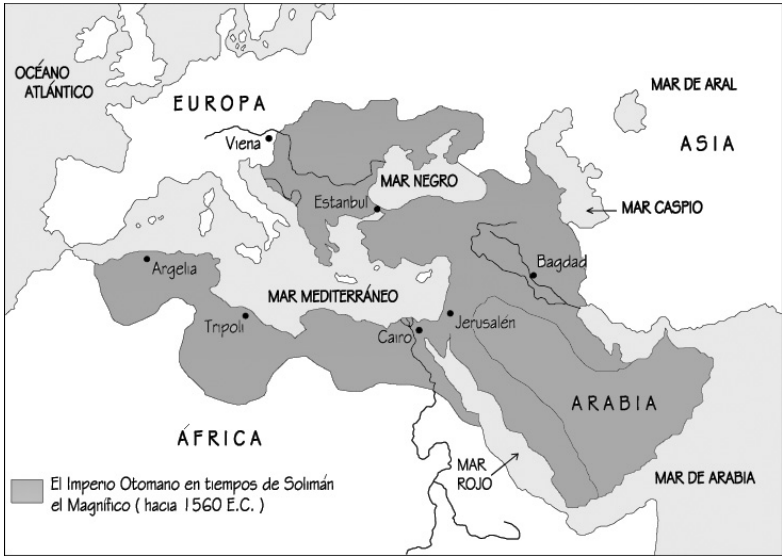 OCÉANO
ATLÁNTICO
EUROPA
MAR DE ARAL
ASIA
Viena
MAR NEGRO
Estanbul
MAR CASPIO
Argelia
Bagdad
MAR MEDITERRÁNEO
Tripoli
Cairo
Jerusalén
ARABIA
ÁFRICA
MAR
ROJO
MAR DE ARABIA
El Imperio Otomano en tiempos de Solimán
el Magnífico ( hacia 1560 E.C. )